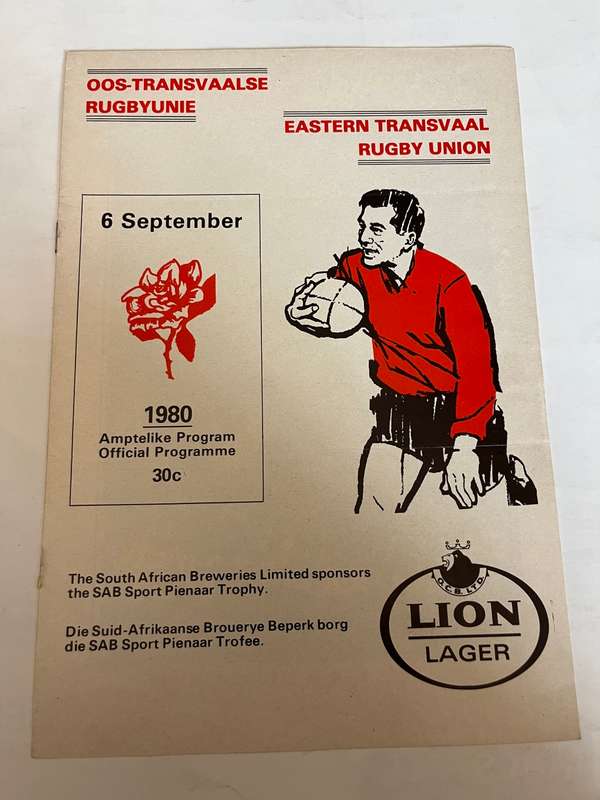 OOS-TRANSVAALSE
RUGBYUNIE
EASTERN TRANSVAAL
RUGBY UNION
6 September
1980
Amptelike Program
Official Programme
30c
The South African Breweries Limited sponsors
the SAB Sport Pienaar Trophy.
Die Suid-Afrikaanse Brouerye Beperk borg
die SAB Sport Pienaar Trofee.
O.C.B. LTD.
LION
LAGER